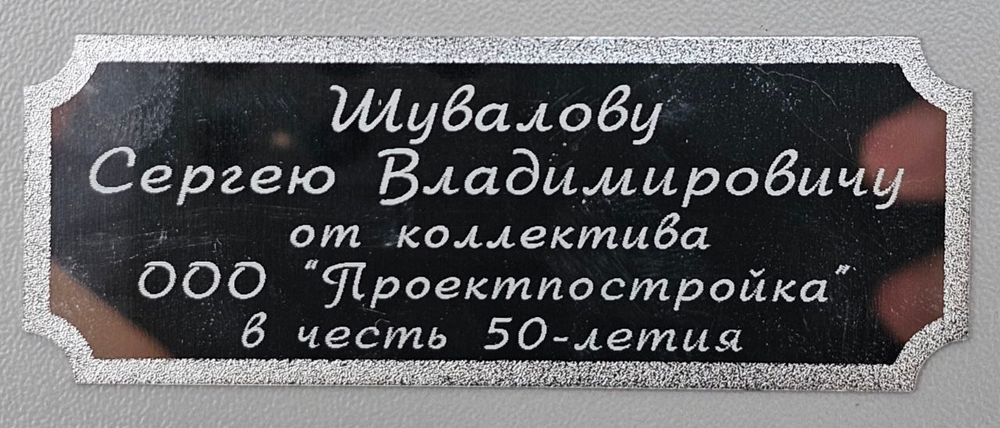 Шувалову
Сергею Владимировичу
от коллектива
ООО "Проектпостройка"
в честь 50-летия